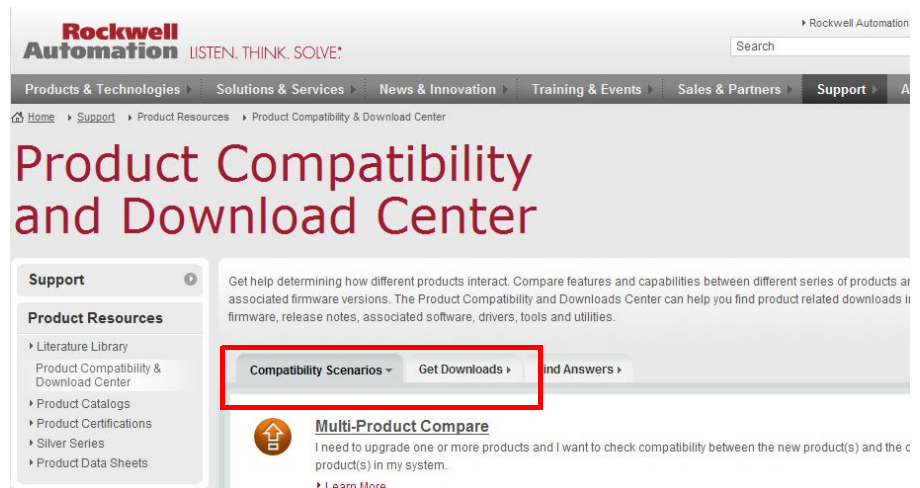 Rockwell
Automation LISTEN. THINK. SOLVE.
Rockwell Automation
Search
Products & Technologies Solutions & Services News & Innovation Training & Events Sales & Partners Support A
Home Support Product Resources Product Compatibility & Download Center
Product Compatibility
and Download Center
Support
Product Resources
Literature Library
Product Compatibility &
Download Center
Product Catalogs
Product Certifications
Silver Series
Product Data Sheets
Get help determining how different products interact. Compare features and capabilities between different series of products
associated firmware versions. The Product Compatibility and Downloads Center can help you find product related downloads
firmware, release notes, associated software, drivers, tools and utilities.
Compatibility Scenarios Get Downloads Find Answers
Multi-Product Compare
I need to upgrade one or more products and I want to check compatibility between the new product(s) and the
product(s) in my system.
Learn More